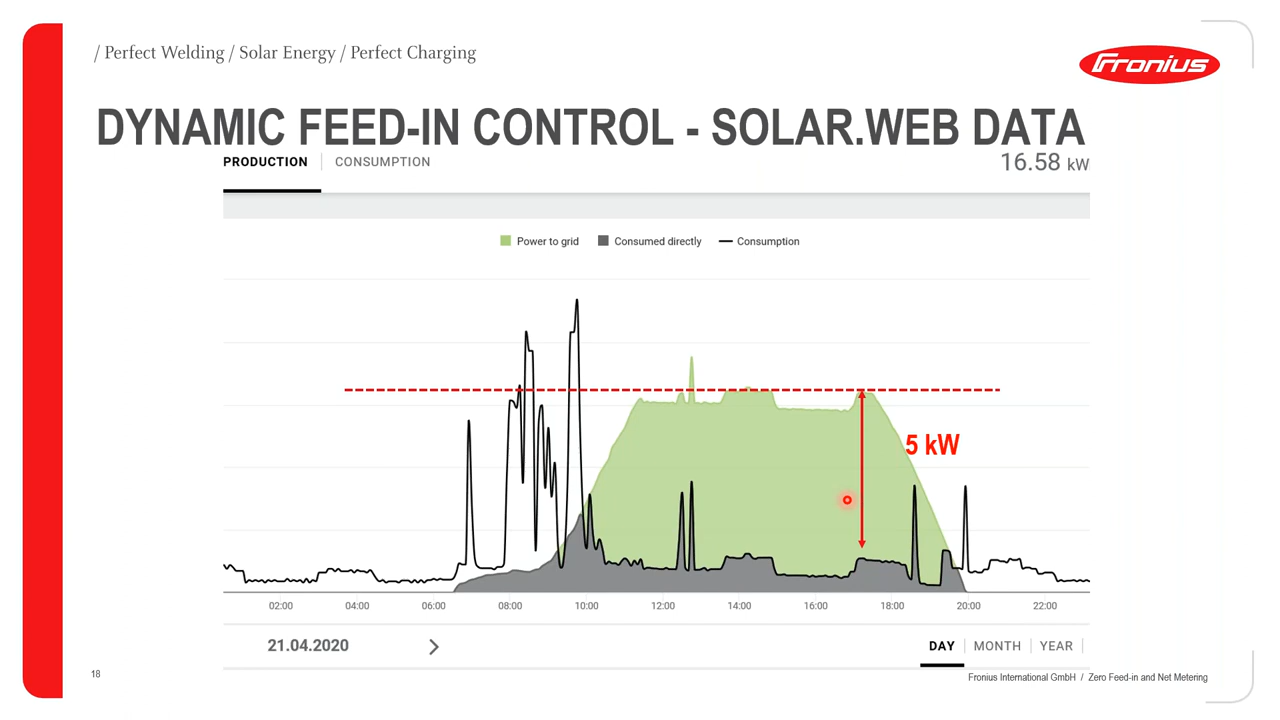 / Perfect Welding / Solar Energy / Perfect Charging
Fronius
DYNAMIC FEED-IN CONTROL - SOLAR.WEB DATA
PRODUCTION CONSUMPTION 16.58 kW
Power to grid Consumed directly Consumption
5 kW
02:00 04:00 06:00 08:00 10:00 12:00 14:00 16:00 18:00 20:00 22:00
21.04.2020 DAY MONTH YEAR
18
Fronius International GmbH / Zero Feed-in and Net Metering